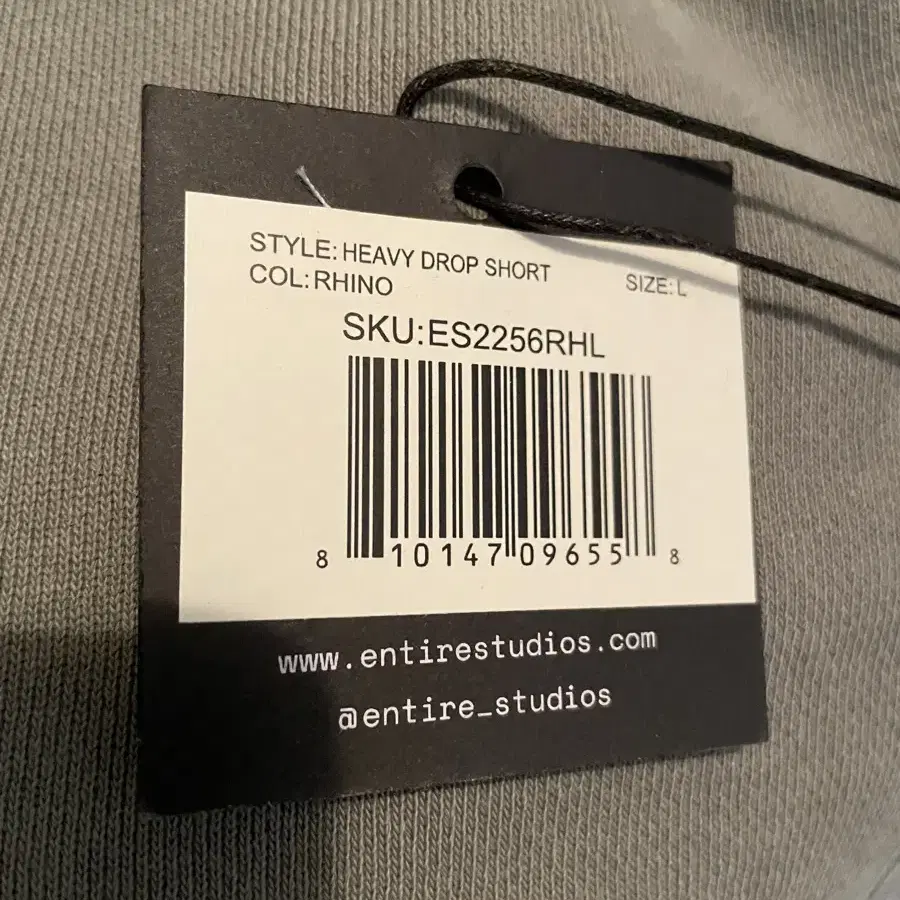 STYLE: HEAVY DROP SHORT
COL: RHINO SIZE: L
SKU:ES2256RHL
8 10147 09655 8
www.entirestudios.com
@entire_studios